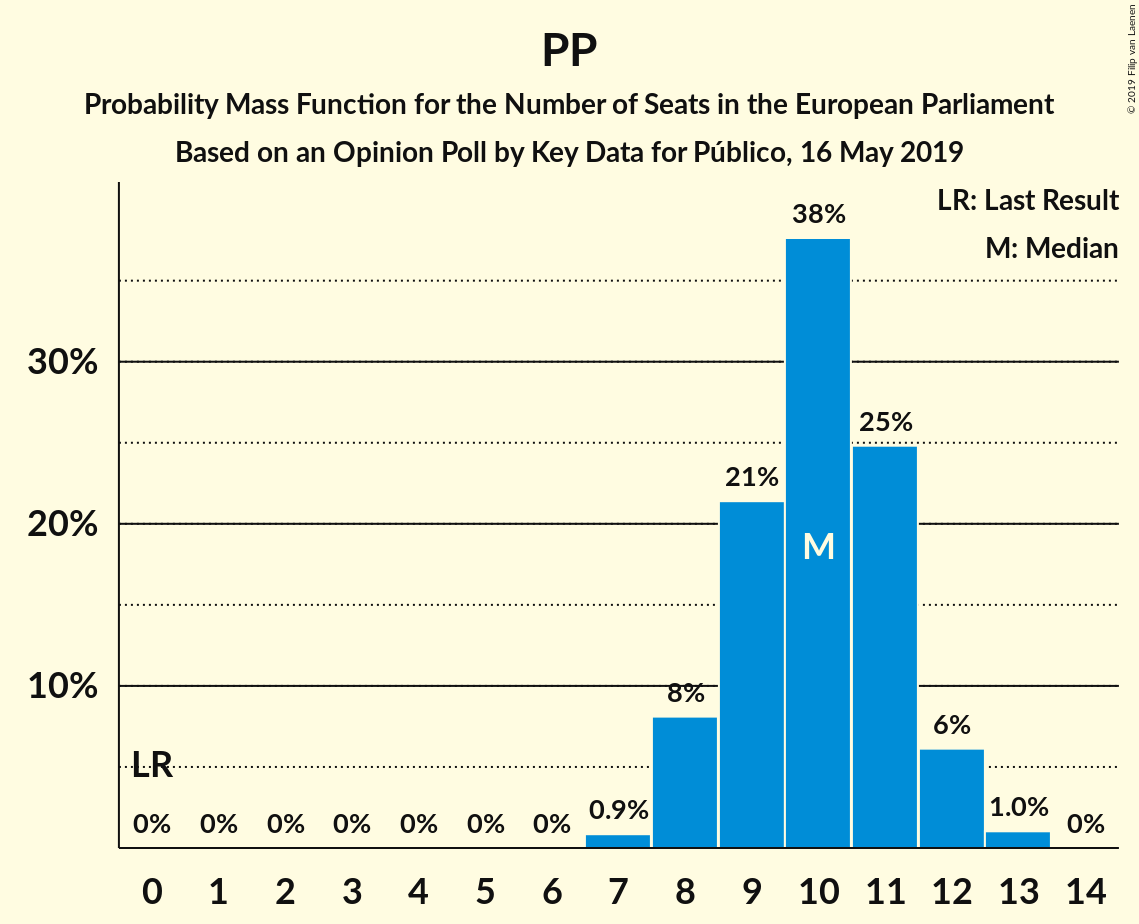 PP
Probability Mass Function for the Number of Seats in the European Parliament
Based on an Opinion Poll by Key Data for Público, 16 May 2019
© 2019 Filip van Laenen
LR: Last Result
M: Median
38%
30%
25%
21%
20%
M
10%
8%
6%
LR
0% 0% 0% 0% 0% 0% 0% 0.9% 1.0% 0%
0 1 2 3 4 5 6 7 8 9 10 11 12 13 14